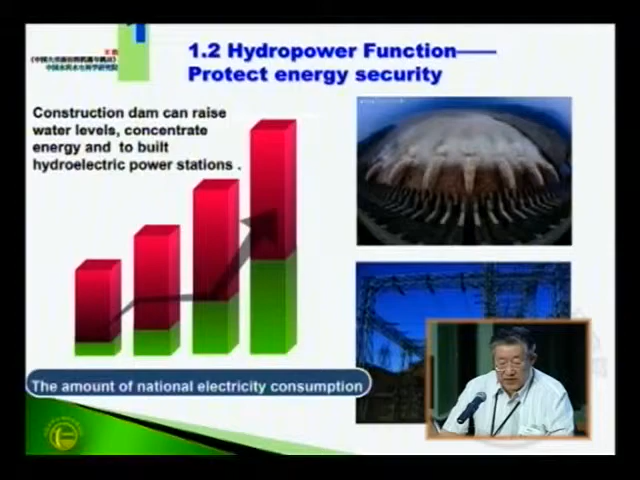 1.2 Hydropower Function——
Protect energy security
Construction dam can raise
water levels, concentrate
energy and to built
hydroelectric power stations .
The amount of national electricity consumption